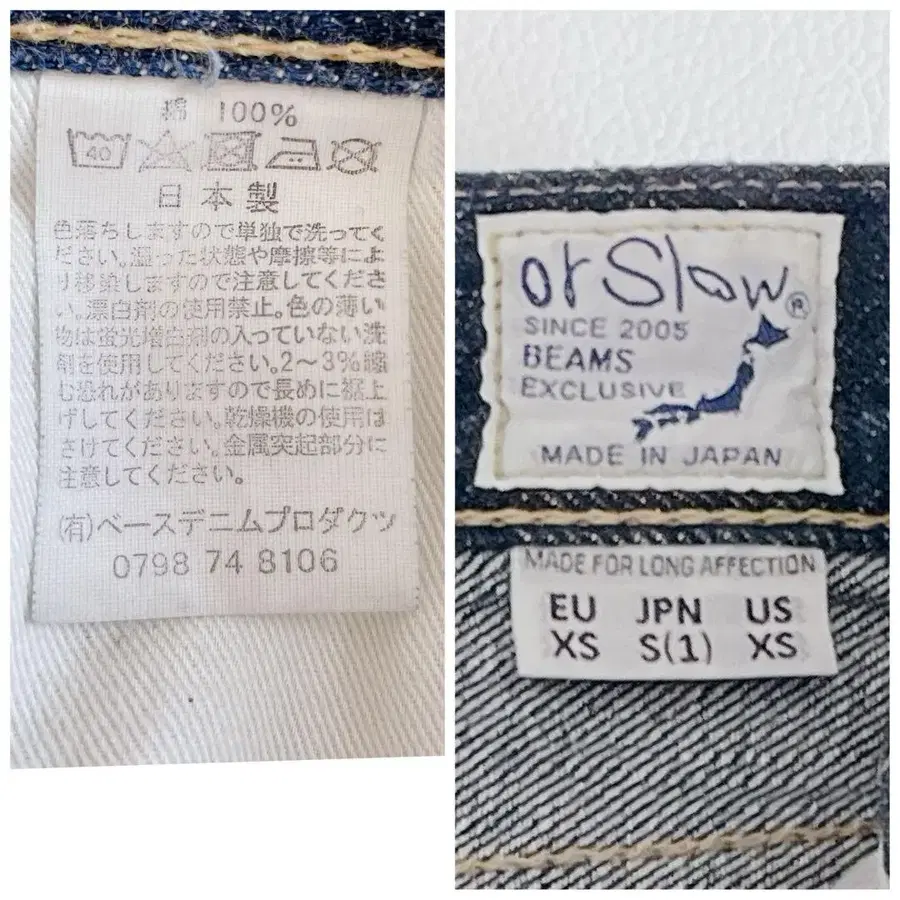 綿 100%
40
日本製
色落ちしますので単独で洗ってく
ださい。湿った状態や摩擦等によ
り移染しますので注意してくださ
い。漂白剤の使用禁止。色の薄い
物は蛍光増白剤の入っていない洗
剤を使用してください。2〜3%縮
む恐れがありますので長めに裾上
げしてください。乾燥機の使用は
さけてください。金属突起部分に
注意してください。
(有)ベースデニムプロダクツ
0798 74 8106
or Slow®
SINCE 2005
BEAMS
EXCLUSIVE
MADE IN JAPAN
MADE FOR LONG AFFECTION
EU JPN US
XS S(1) XS